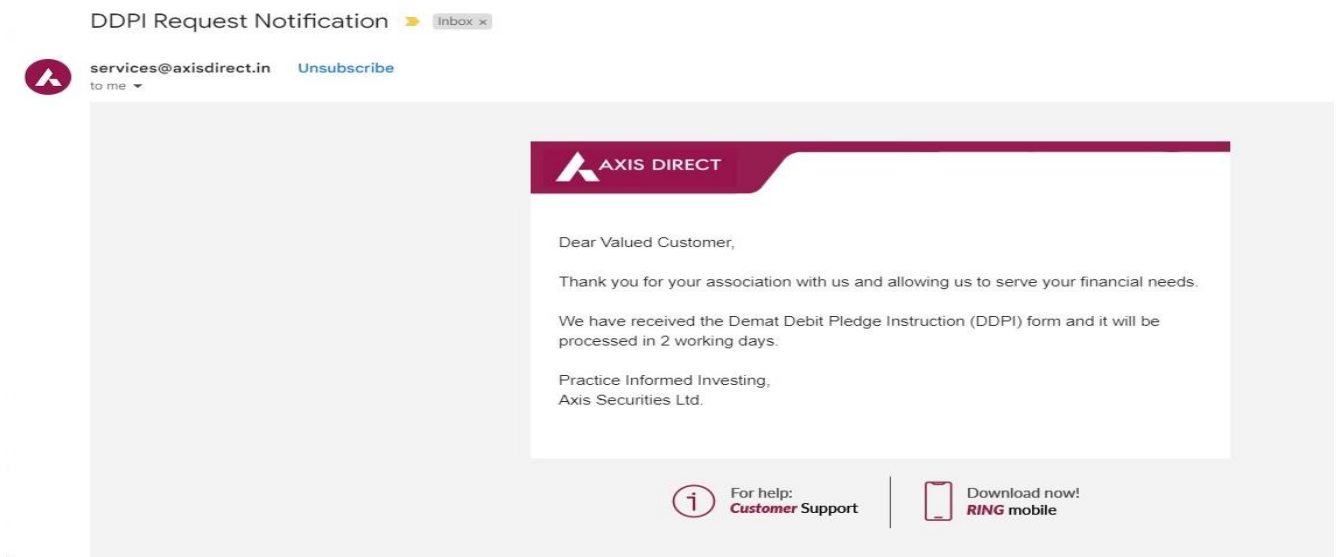 DDPI Request Notification
Inbox x
services@axisdirect.in Unsubscribe
to me
AXIS DIRECT
Dear Valued Customer,
Thank you for your association with us and allowing us to serve your financial needs.
We have received the Demat Debit Pledge Instruction (DDPI) form and it will be
processed in 2 working days.
Practice Informed Investing,
Axis Securities Ltd.
For help:
Customer Support
Download now!
RING mobile